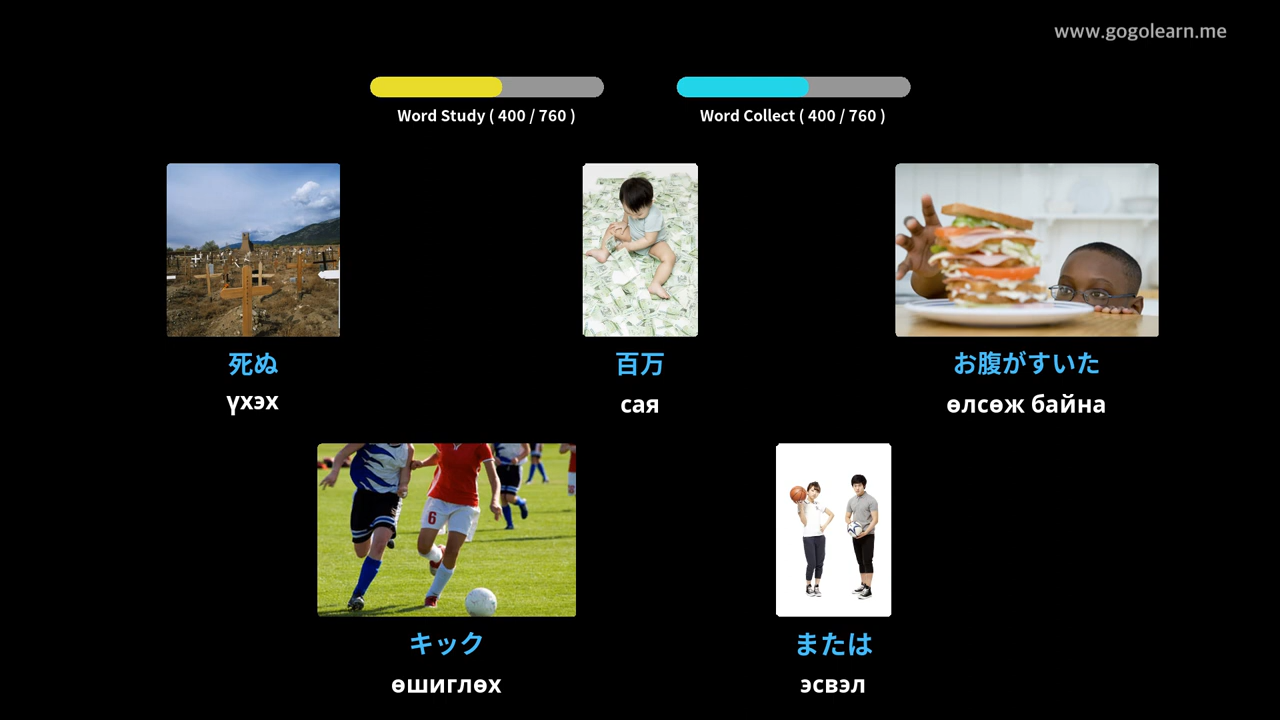 www.gogolearn.me
Word Study ( 400 / 760 )
Word Collect ( 400 / 760 )
死ぬ
үхэх
百万
сая
お腹がすいた
өлсөж байна
6
キック
өшиглөх
または
эсвэл